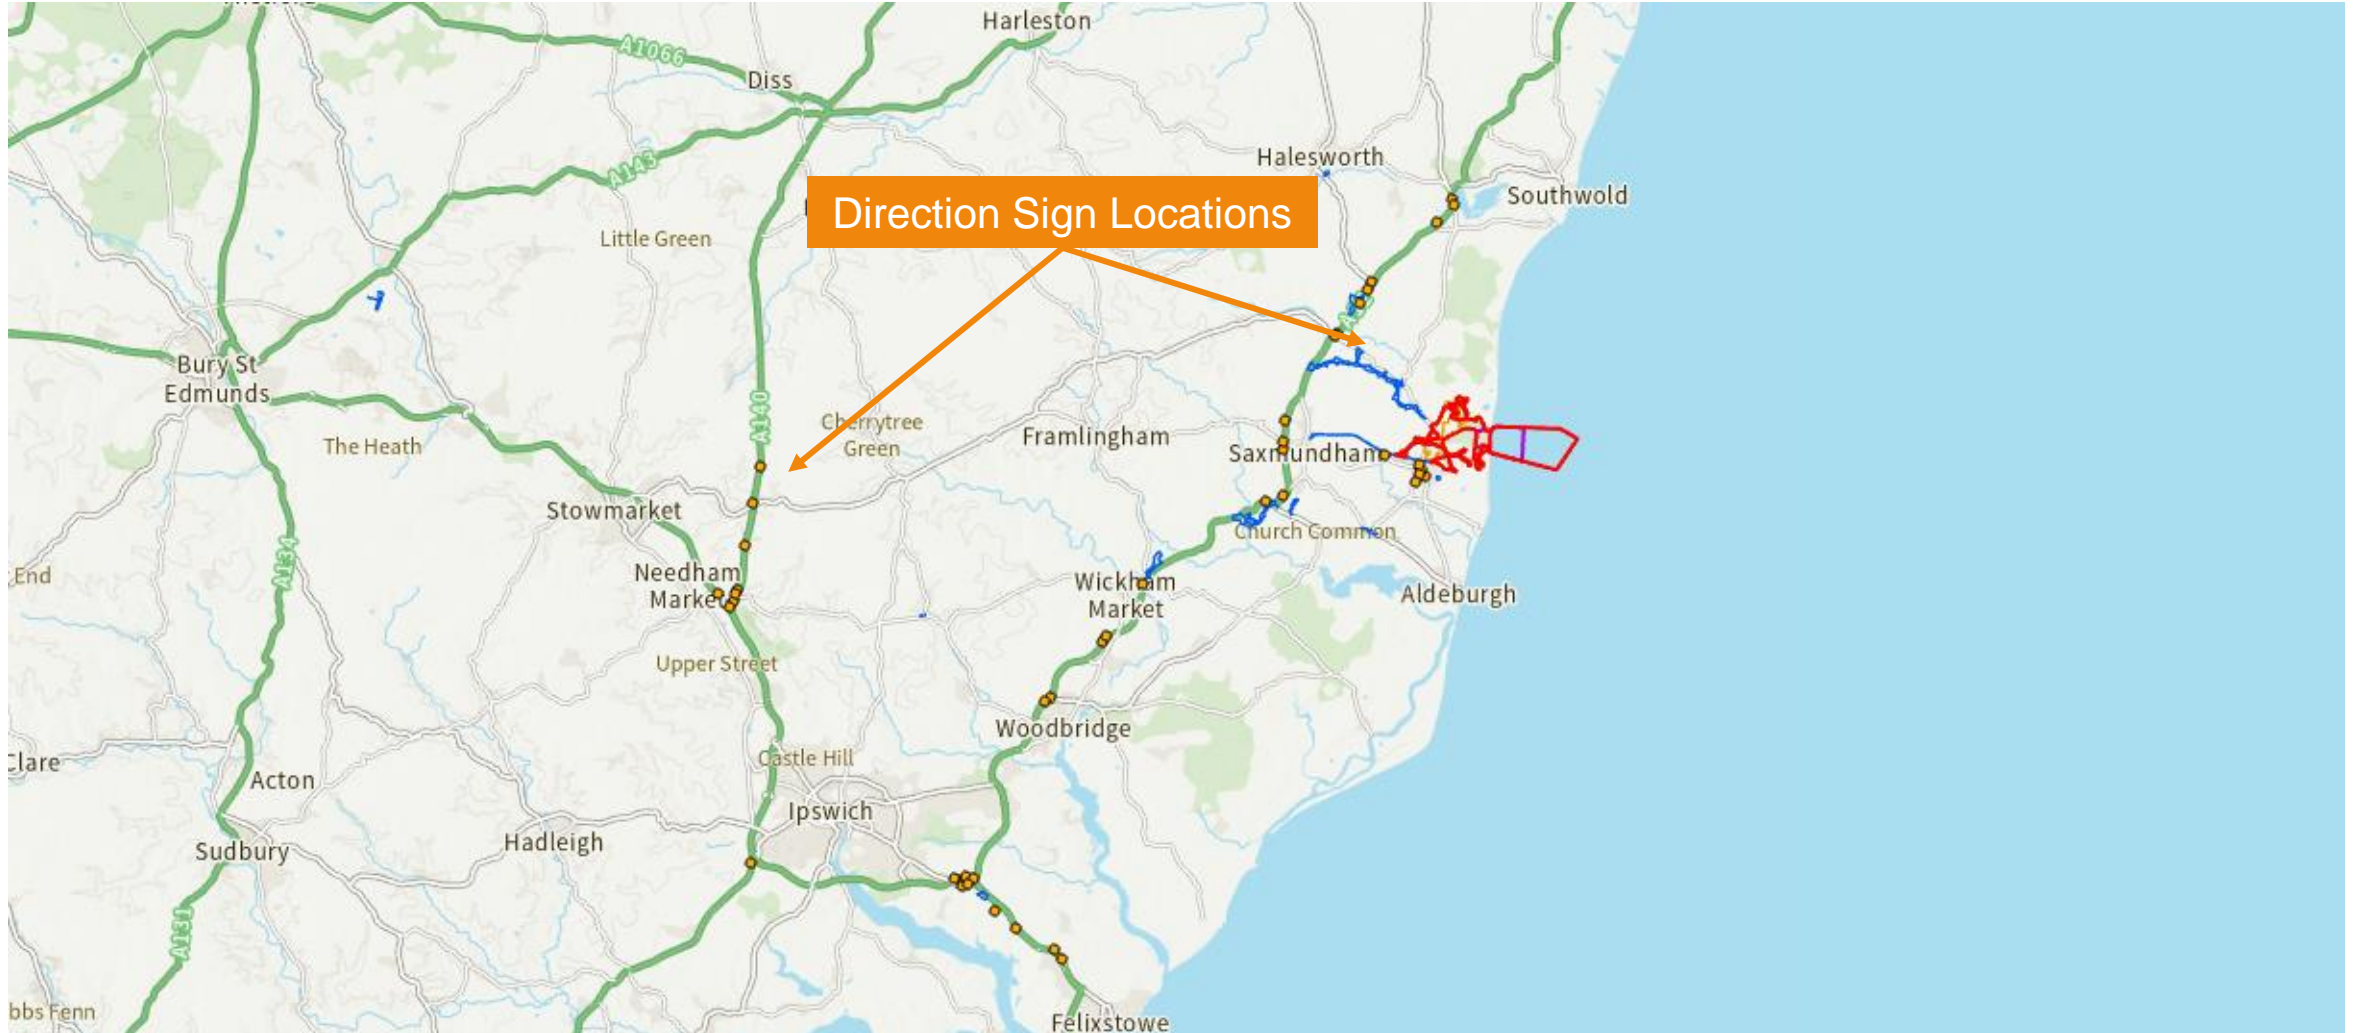 Harleston
A1066
Diss
Halesworth
A143
Southwold
Direction Sign Locations
Little Green
Bury St
Edmunds
A140
Cherrytree
Green
The Heath
Framlingham
Saxmundham
Stowmarket
Church Common
A134
End
Needham
Market
Wickham
Market
Aldeburgh
Upper Street
Woodbridge
Clare
Castle Hill
Acton
Ipswich
Hadleigh
Sudbury
A131
bbs Fenn
Felixstowe